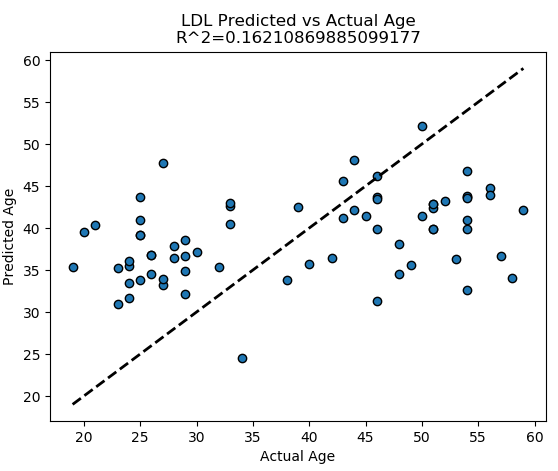 LDL Predicted vs Actual Age
R^2=0.16210869885099177
60
55
50
45
40
35
30
25
20
Predicted Age
20 25 30 35 40 45 50 55 60
Actual Age